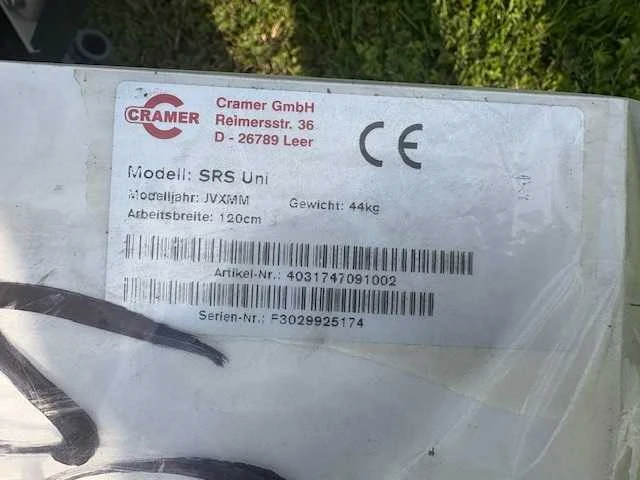 CRAMER
Cramer GmbH
Reimersstr. 36
D - 26789 Leer
CE
Modell: SRS Uni
Modelljahr: JVXMM Gewicht: 44kg
Arbeitsbreite: 120cm
Artikel-Nr.: 4031747091002
Serien-Nr.: F3029925174